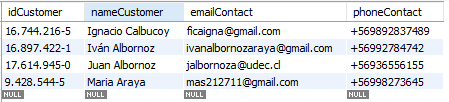 idCustomer nameCustomer emailContact phoneContact
16.744.216-5 Ignacio Calbucoy ficaigna@gmail.com +569892837489
16.897.422-1 Iván Albornoz ivanalbornozaraya@gmail.com +56992784742
17.614.945-0 Juan Albornoz jalbornoza@udec.cl +56936556155
9.428.544-5 Maria Araya mas212711@gmail.com +56998273645
NULL NULL NULL NULL